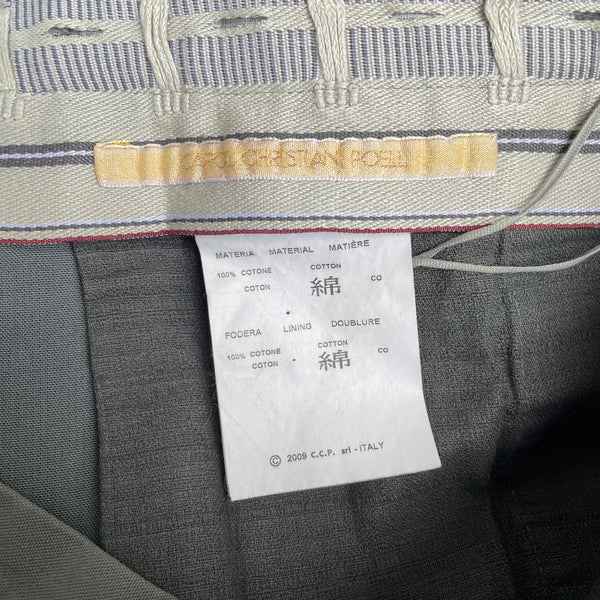 CAROL CHRISTIAN POELL
MATERIA MATERIAL MATIÈRE
100% COTONE COTTON 綿 CO
COTON
FODERA - LINING DOUBLURE
100% COTONE COTTON 綿 CO
COTON
© 2009 C.C.P. srl - ITALY